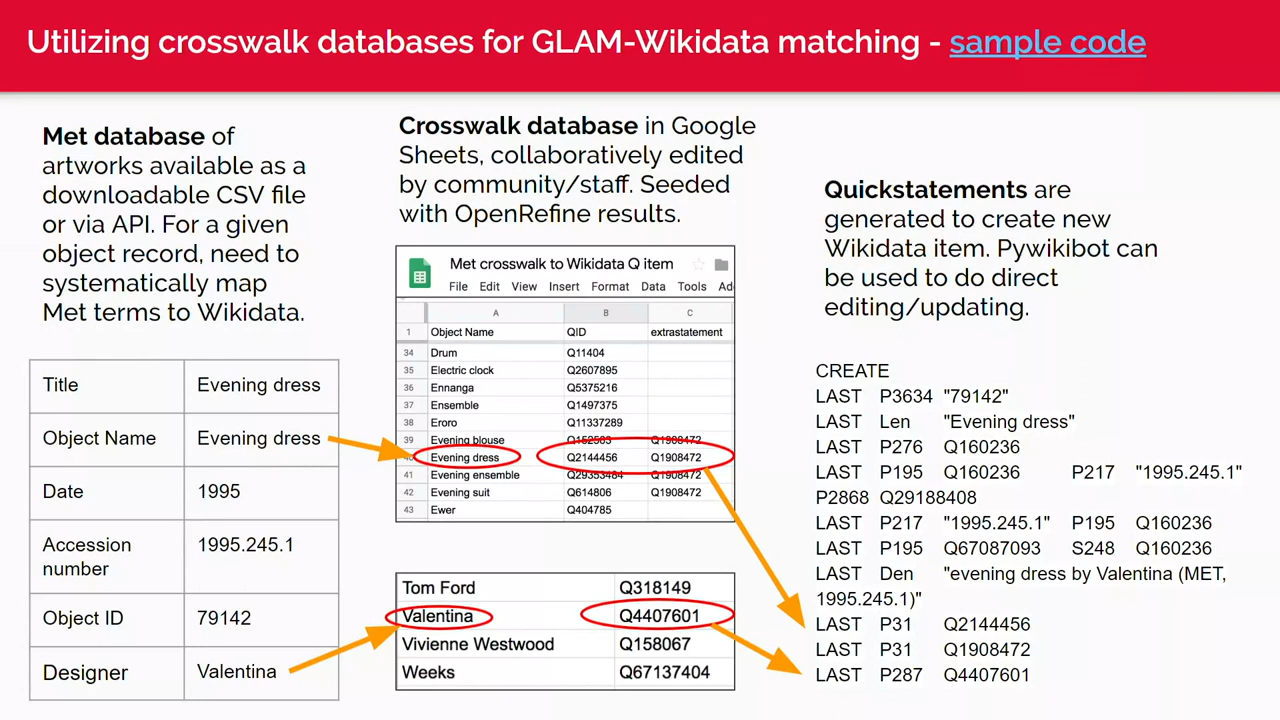 Utilizing crosswalk databases for GLAM-Wikidata matching - sample code
Met database of
artworks available as a
downloadable CSV file
or via API. For a given
object record, need to
systematically map
Met terms to Wikidata.
Title Evening dress
Object Name Evening dress
Date 1995
Accession number 1995.245.1
Object ID 79142
Designer Valentina
Crosswalk database in Google
Sheets, collaboratively edited
by community/staff. Seeded
with OpenRefine results.
Met crosswalk to Wikidata Q item
File Edit View Insert Format Data Tools
A B C
1 Object Name QID extrastatement
34 Drum Q11404
35 Electric clock Q2607895
36 Ennanga Q5375216
37 Ensemble Q1497375
38 Eroro Q11337289
39 Evening blouse Q152563 Q1908472
Evening dress Q2144456 Q1908472
41 Evening ensemble Q29353484 Q1908472
42 Evening suit Q614806 Q1908472
43 Ewer Q404785
Tom Ford Q318149
Valentina Q4407601
Vivienne Westwood Q158067
Weeks Q67137404
Quickstatements are
generated to create new
Wikidata item. Pywikibot can
be used to do direct
editing/updating.
CREATE
LAST P3634 "79142"
LAST Len "Evening dress"
LAST P276 Q160236
LAST P195 Q160236 P217 "1995.245.1"
P2868 Q29188408
LAST P217 "1995.245.1" P195 Q160236
LAST P195 Q67087093 S248 Q160236
LAST Den "evening dress by Valentina (MET,
1995.245.1)"
LAST P31 Q2144456
LAST P31 Q1908472
LAST P287 Q4407601